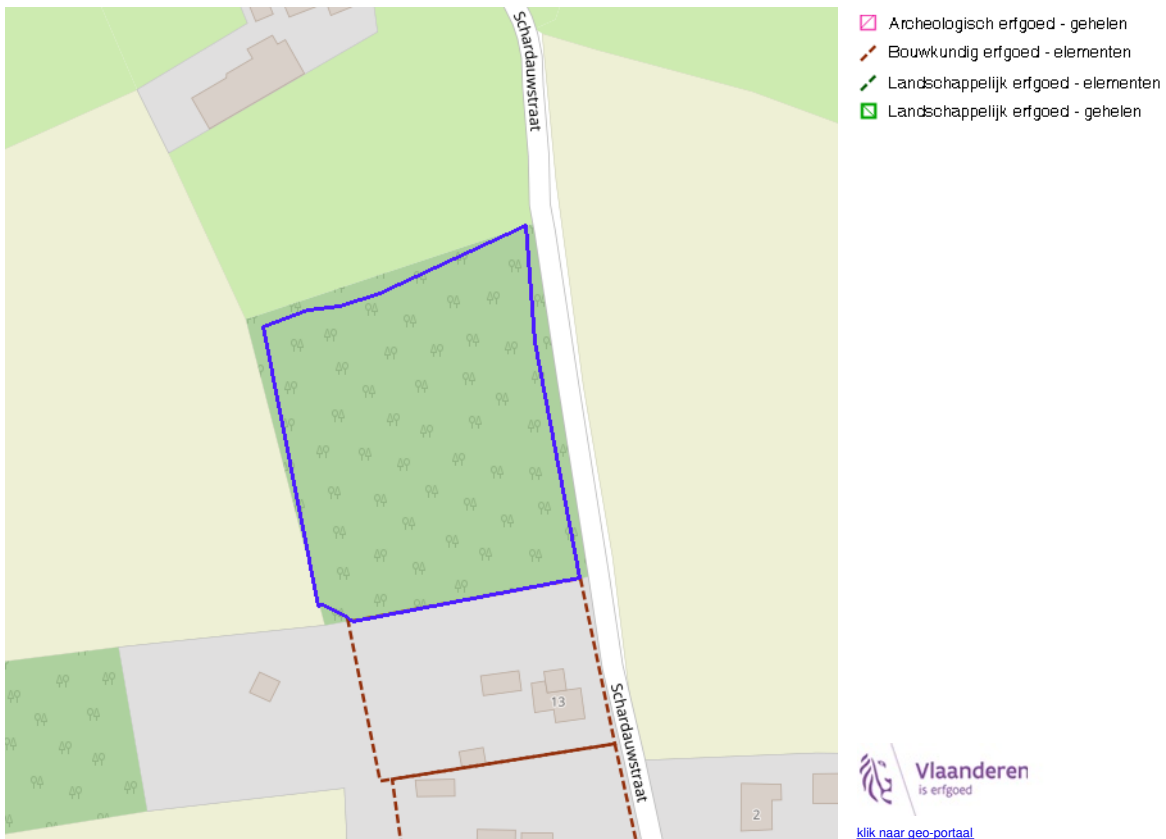 Schardauwstraat
13
Schardauwstraat
2
Archeologisch erfgoed - gehelen
Bouwkundig erfgoed - elementen
Landschappelijk erfgoed - elementen
Landschappelijk erfgoed - gehelen
Vlaanderen
is erfgoed
klik naar geo-portaal